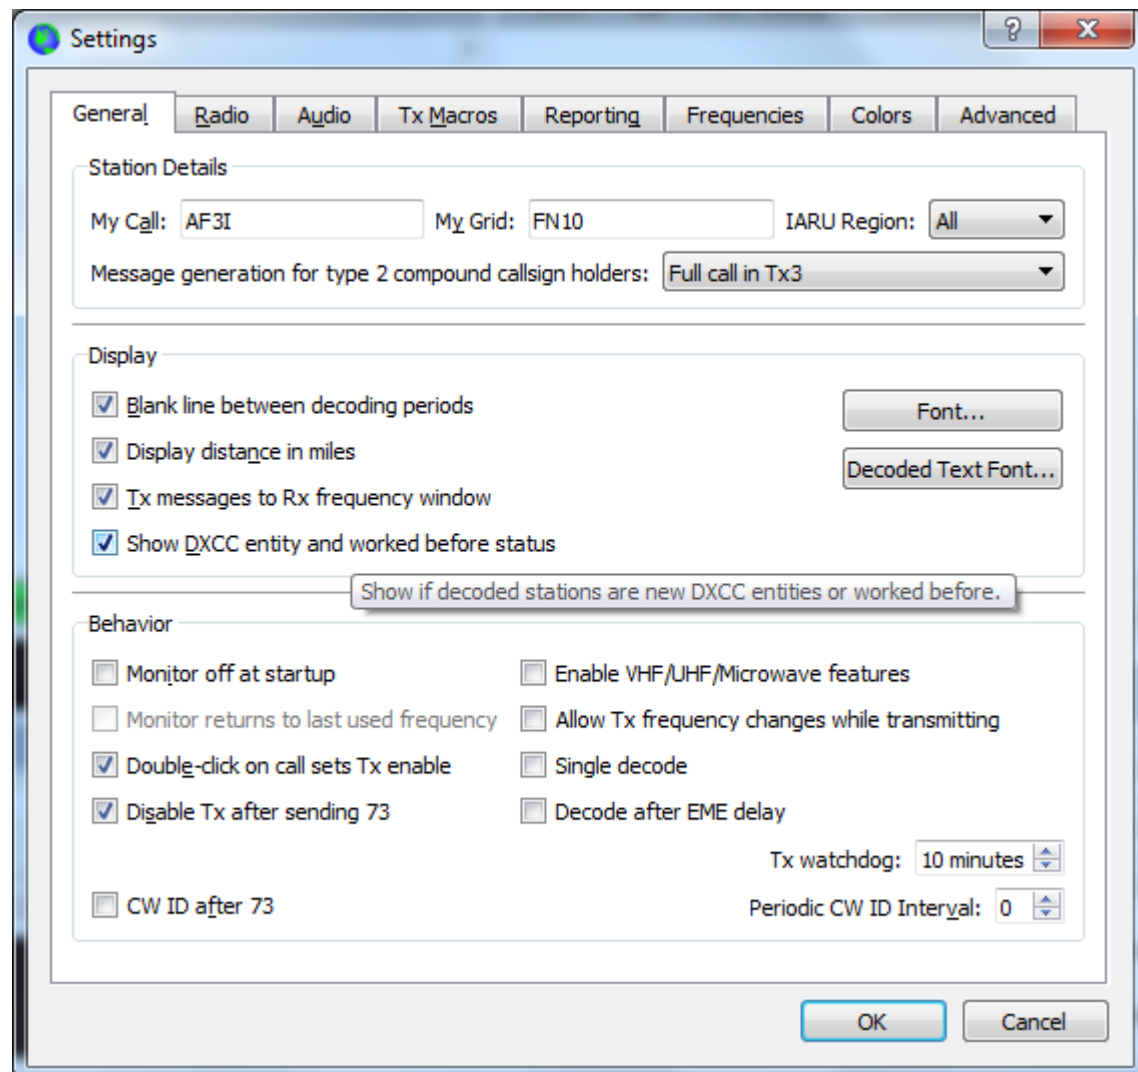 Settings
General Radio Audio Tx Macros Reporting Frequencies Colors Advanced
Station Details
My Call: AF3I My Grid: FN10 IARU Region: All
Message generation for type 2 compound callsign holders: Full call in Tx3
Display
Blank line between decoding periods
Font...
Display distance in miles
Decoded Text Font...
Tx messages to Rx frequency window
Show DXCC entity and worked before status
Show if decoded stations are new DXCC entities or worked before.
Behavior
Monitor off at startup Enable VHF/UHF/Microwave features
Monitor returns to last used frequency Allow Tx frequency changes while transmitting
Double-click on call sets Tx enable Single decode
Disable Tx after sending 73 Decode after EME delay
Tx watchdog: 10 minutes
CW ID after 73 Periodic CW ID Interval: 0
OK Cancel